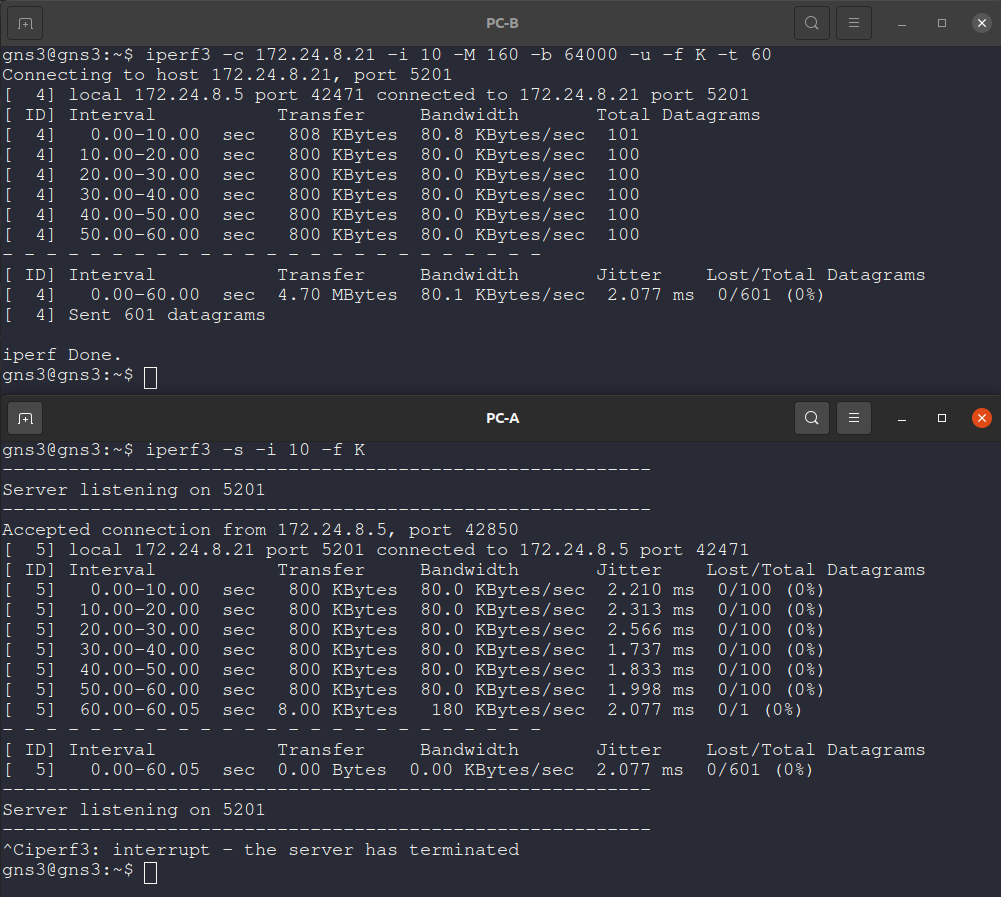 PC-B
gns3@gns3:~$ iperf3 -c 172.24.8.21 -i 10 -M 160 -b 64000 -u -f K -t 60
Connecting to host 172.24.8.21, port 5201
[  4] local 172.24.8.5 port 42471 connected to 172.24.8.21 port 5201
[ ID] Interval           Transfer     Bandwidth       Total Datagrams
[  4]   0.00-10.00  sec   808 KBytes  80.8 KBytes/sec  101
[  4]  10.00-20.00  sec   800 KBytes  80.0 KBytes/sec  100
[  4]  20.00-30.00  sec   800 KBytes  80.0 KBytes/sec  100
[  4]  30.00-40.00  sec   800 KBytes  80.0 KBytes/sec  100
[  4]  40.00-50.00  sec   800 KBytes  80.0 KBytes/sec  100
[  4]  50.00-60.00  sec   800 KBytes  80.0 KBytes/sec  100
- - - - - - - - - - - - - - - - - - - - - - - - -
[ ID] Interval           Transfer     Bandwidth       Jitter    Lost/Total Datagrams
[  4]   0.00-60.00  sec  4.70 MBytes  80.1 KBytes/sec  2.077 ms  0/601 (0%)
[  4] Sent 601 datagrams
iperf Done.
gns3@gns3:~$
PC-A
gns3@gns3:~$ iperf3 -s -i 10 -f K
-----------------------------------------------------------
Server listening on 5201
-----------------------------------------------------------
Accepted connection from 172.24.8.5, port 42850
[  5] local 172.24.8.21 port 5201 connected to 172.24.8.5 port 42471
[ ID] Interval           Transfer     Bandwidth       Jitter    Lost/Total Datagrams
[  5]   0.00-10.00  sec   800 KBytes  80.0 KBytes/sec  2.210 ms  0/100 (0%)
[  5]  10.00-20.00  sec   800 KBytes  80.0 KBytes/sec  2.313 ms  0/100 (0%)
[  5]  20.00-30.00  sec   800 KBytes  80.0 KBytes/sec  2.566 ms  0/100 (0%)
[  5]  30.00-40.00  sec   800 KBytes  80.0 KBytes/sec  1.737 ms  0/100 (0%)
[  5]  40.00-50.00  sec   800 KBytes  80.0 KBytes/sec  1.833 ms  0/100 (0%)
[  5]  50.00-60.00  sec   800 KBytes  80.0 KBytes/sec  1.998 ms  0/100 (0%)
[  5]  60.00-60.05  sec  8.00 KBytes   180 KBytes/sec  2.077 ms  0/1 (0%)
- - - - - - - - - - - - - - - - - - - - - - - - -
[ ID] Interval           Transfer     Bandwidth       Jitter    Lost/Total Datagrams
[  5]   0.00-60.05  sec  0.00 Bytes  0.00 KBytes/sec  2.077 ms  0/601 (0%)
-----------------------------------------------------------
Server listening on 5201
-----------------------------------------------------------
^Ciperf3: interrupt - the server has terminated
gns3@gns3:~$